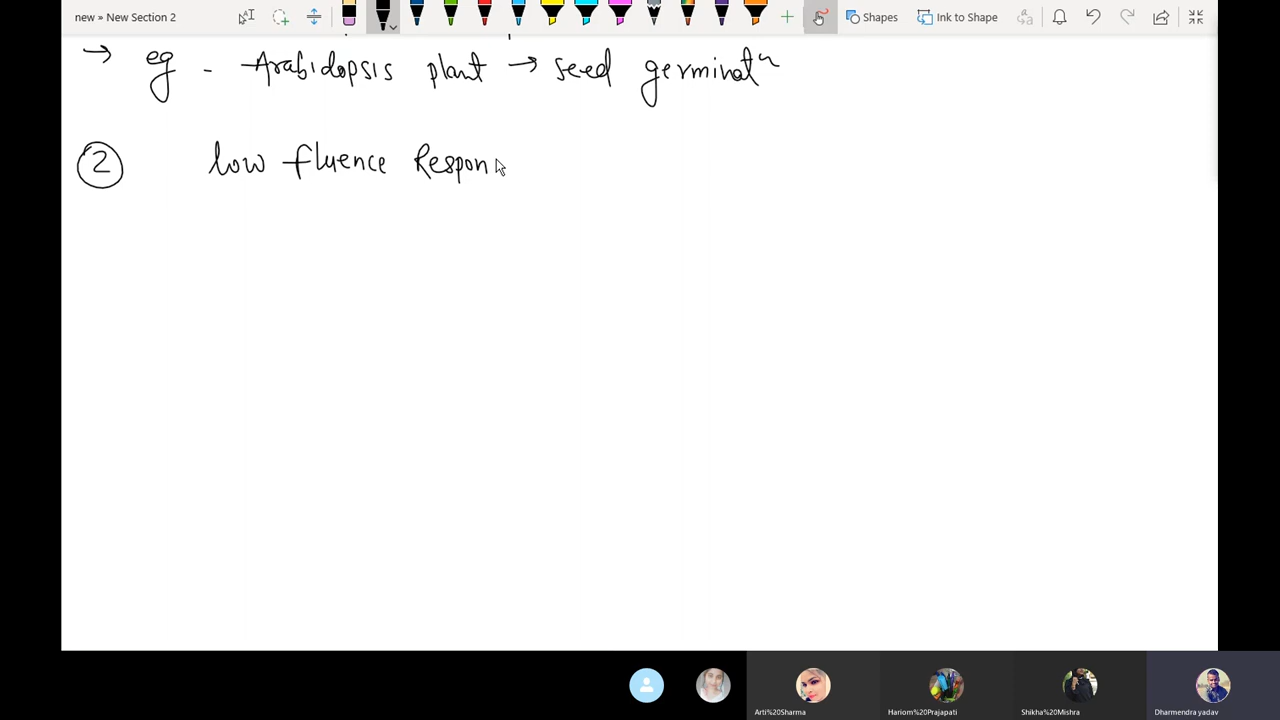 new » New Section 2
Shapes
Ink to Shape
→ eg - Arabidopsis plant → seed germinatⁿ
② low fluence Respon
Arti%20Sharma
Hariom%20Prajapati
Shikha%20Mishra
Dharmendra yadav